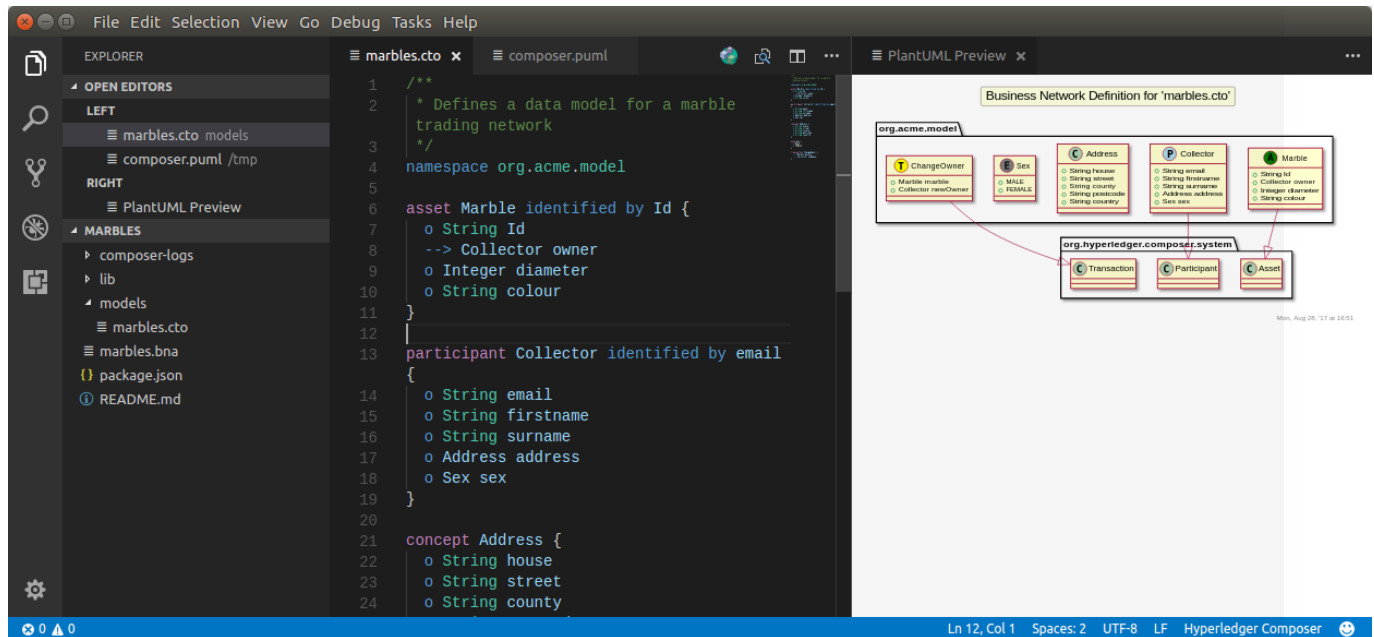 File Edit Selection View Go Debug Tasks Help
EXPLORER
OPEN EDITORS
LEFT
marbles.cto models
composer.puml /tmp
RIGHT
PlantUML Preview
MARBLES
composer-logs
lib
models
marbles.cto
marbles.bna
{} package.json
README.md
marbles.cto × composer.puml
1 /**
2 * Defines a data model for a marble
trading network
3 */
4 namespace org.acme.model
5
6 asset Marble identified by Id {
7 o String Id
8 --> Collector owner
9 o Integer diameter
10 o String colour
11 }
12
13 participant Collector identified by email
{
14 o String email
15 o String firstname
16 o String surname
17 o Address address
18 o Sex sex
19 }
20
21 concept Address {
22 o String house
23 o String street
24 o String county
PlantUML Preview ×
Business Network Definition for 'marbles.cto'
org.acme.model
T ChangeOwner
Marble marble
Collector newOwner
E Sex
MALE
FEMALE
C Address
String house
String street
String county
String postcode
String country
P Collector
String email
String firstname
String surname
Address address
Sex sex
A Marble
String Id
Collector owner
Integer diameter
String colour
org.hyperledger.composer.system
C Transaction
C Participant
C Asset
Mon, Aug 28, '17 at 16:51
0 0
Ln 12, Col 1 Spaces: 2 UTF-8 LF Hyperledger Composer